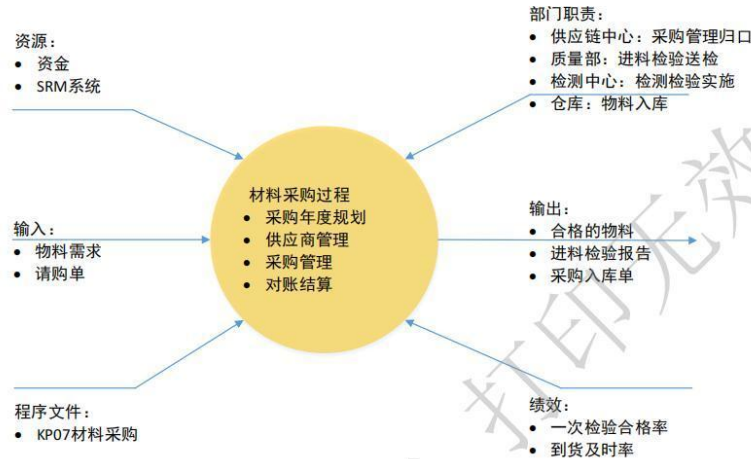 资源：
• 资金
• SRM系统
部门职责：
• 供应链中心：采购管理归口
• 质量部：进料检验送检
• 检测中心：检测检验实施
• 仓库：物料入库
材料采购过程
• 采购年度规划
• 供应商管理
• 采购管理
• 对账结算
输入：
• 物料需求
• 请购单
输出：
• 合格的物料
• 进料检验报告
• 采购入库单
程序文件：
• KP07材料采购
绩效：
• 一次检验合格率
• 到货及时率
打印无效